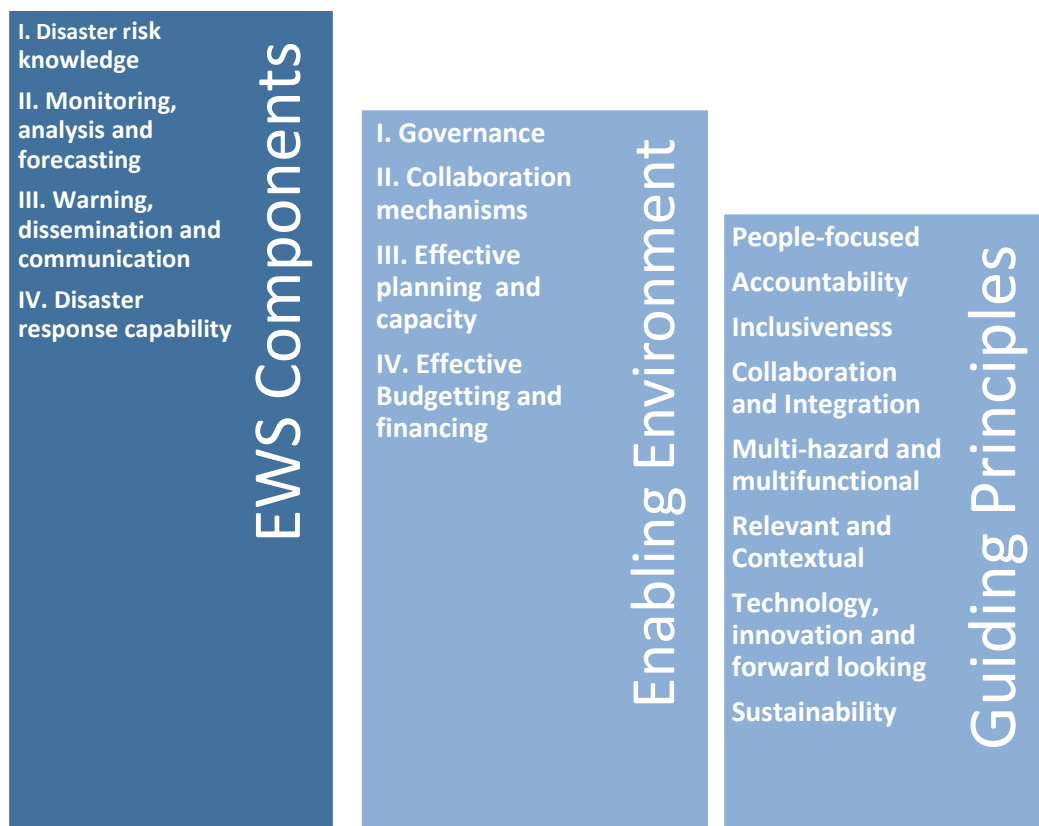 I. Disaster risk
knowledge
II. Monitoring,
analysis and
forecasting
III. Warning,
dissemination and
communication
IV. Disaster
response capability
EWS Components
I. Governance
II. Collaboration
mechanisms
III. Effective
planning and
capacity
IV. Effective
Budgetting and
financing
Enabling Environment
People-focused
Accountability
Inclusiveness
Collaboration
and Integration
Multi-hazard and
multifunctional
Relevant and
Contextual
Technology,
innovation and
forward looking
Sustainability
Guiding Principles